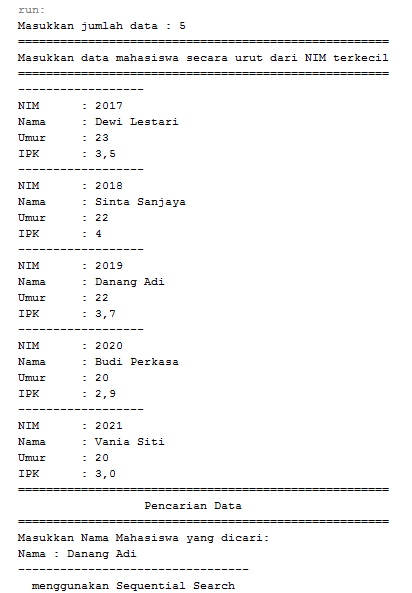 run:
Masukkan jumlah data : 5
=====================================================
Masukkan data mahasiswa secara urut dari NIM terkecil
=====================================================
------------------
NIM      : 2017
Nama     : Dewi Lestari
Umur     : 23
IPK      : 3,5
------------------
NIM      : 2018
Nama     : Sinta Sanjaya
Umur     : 22
IPK      : 4
------------------
NIM      : 2019
Nama     : Danang Adi
Umur     : 22
IPK      : 3,7
------------------
NIM      : 2020
Nama     : Budi Perkasa
Umur     : 20
IPK      : 2,9
------------------
NIM      : 2021
Nama     : Vania Siti
Umur     : 20
IPK      : 3,0
=====================================================
                  Pencarian Data
=====================================================
Masukkan Nama Mahasiswa yang dicari:
Nama : Danang Adi
---------------------------------
  menggunakan Sequential Search